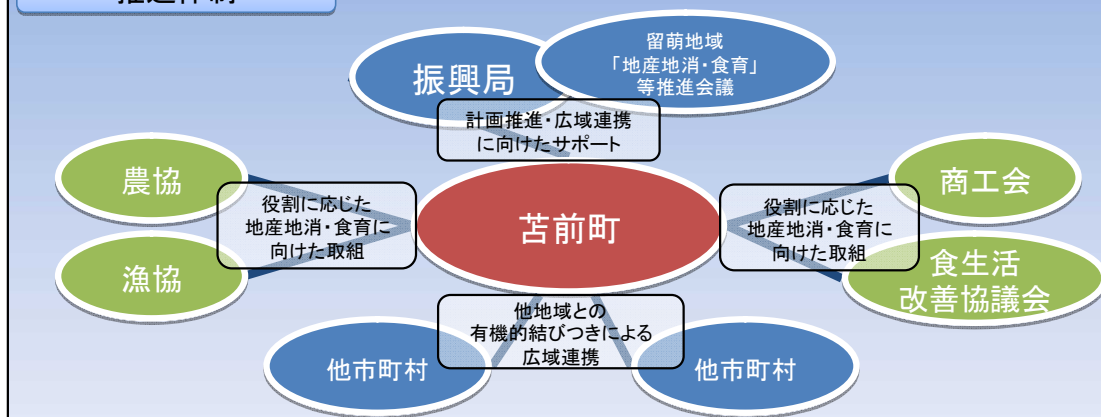 推進体制
振興局
留萌地域
「地産地消・食育」
等推進会議
計画推進・広域連携
に向けたサポート
農協
漁協
役割に応じた
地産地消・食育に
向けた取組
苫前町
役割に応じた
地産地消・食育に
向けた取組
商工会
食生活
改善協議会
他地域との
有機的結びつきによる
広域連携
他市町村
他市町村